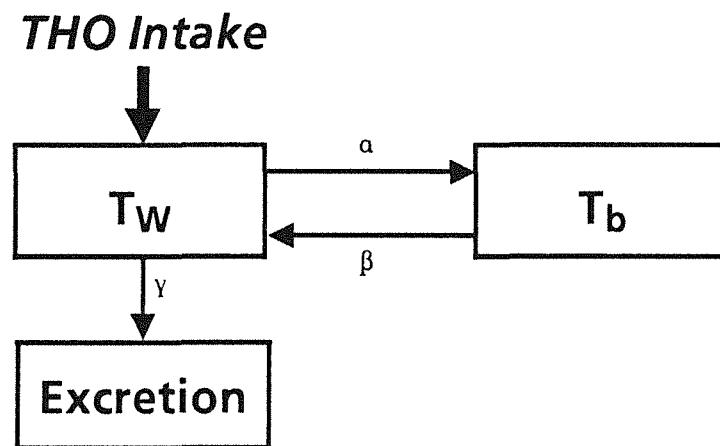 THO Intake
α
Tw
Tb
β
γ
Excretion